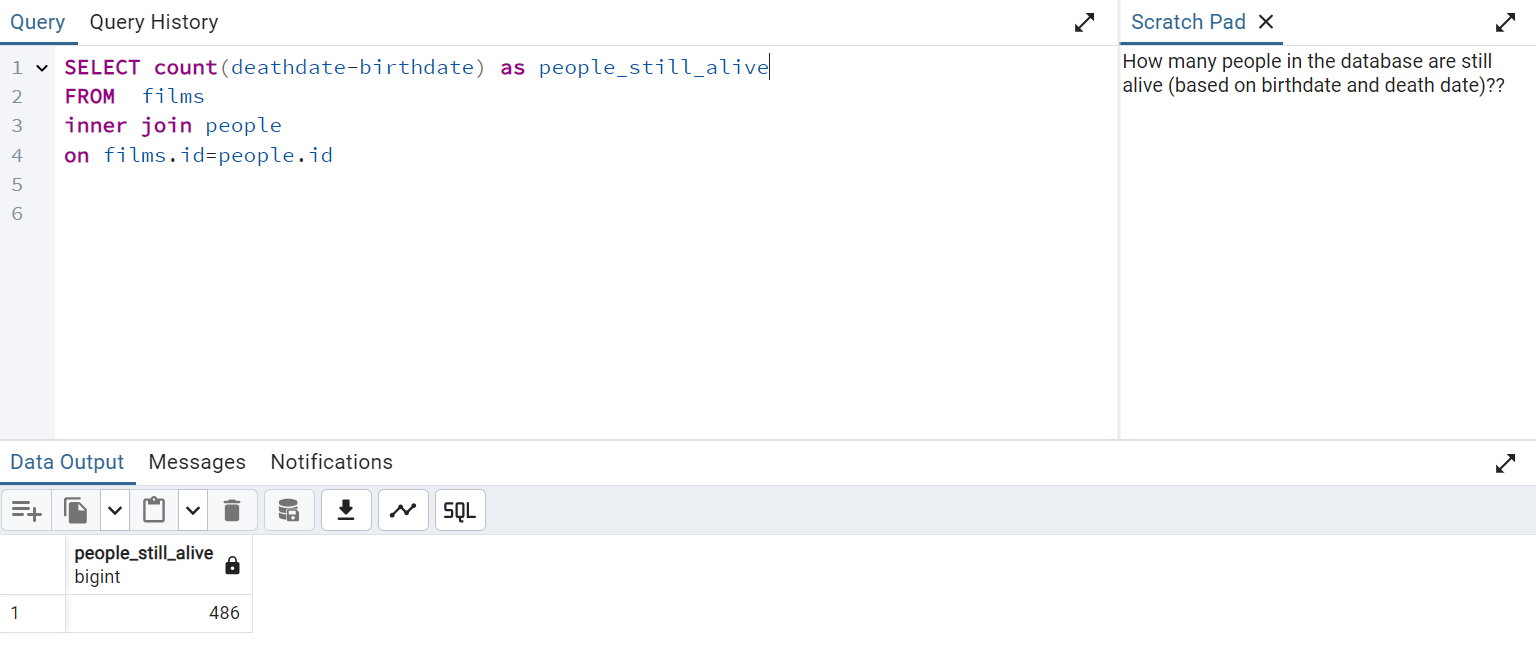 Query Query History
Scratch Pad
1 SELECT count(deathdate-birthdate) as people_still_alive
2 FROM  films
3 inner join people
4 on films.id=people.id
5
6
How many people in the database are still
alive (based on birthdate and death date)??
Data Output Messages Notifications
SQL
people_still_alive
bigint
1 486